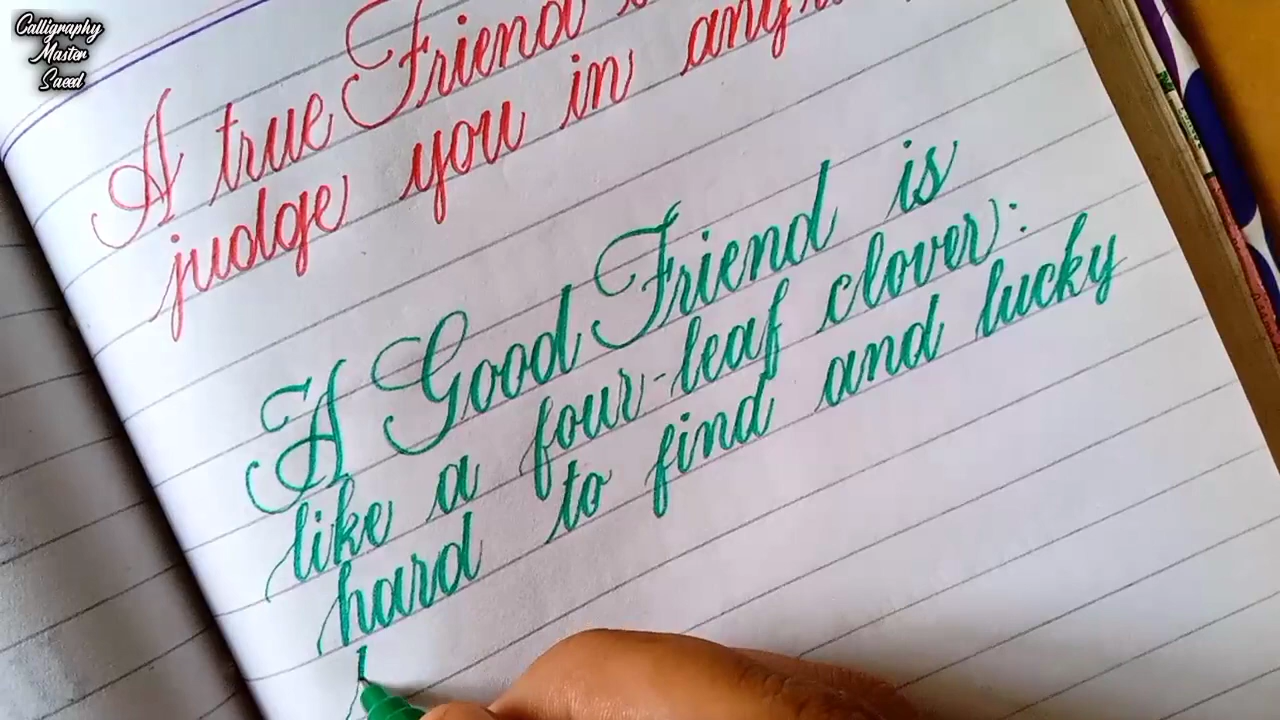 Calligraphy
Master
Saeed
A true Friend
judge you in
A Good Friend is
like a four-leaf clover:
hard to find and lucky